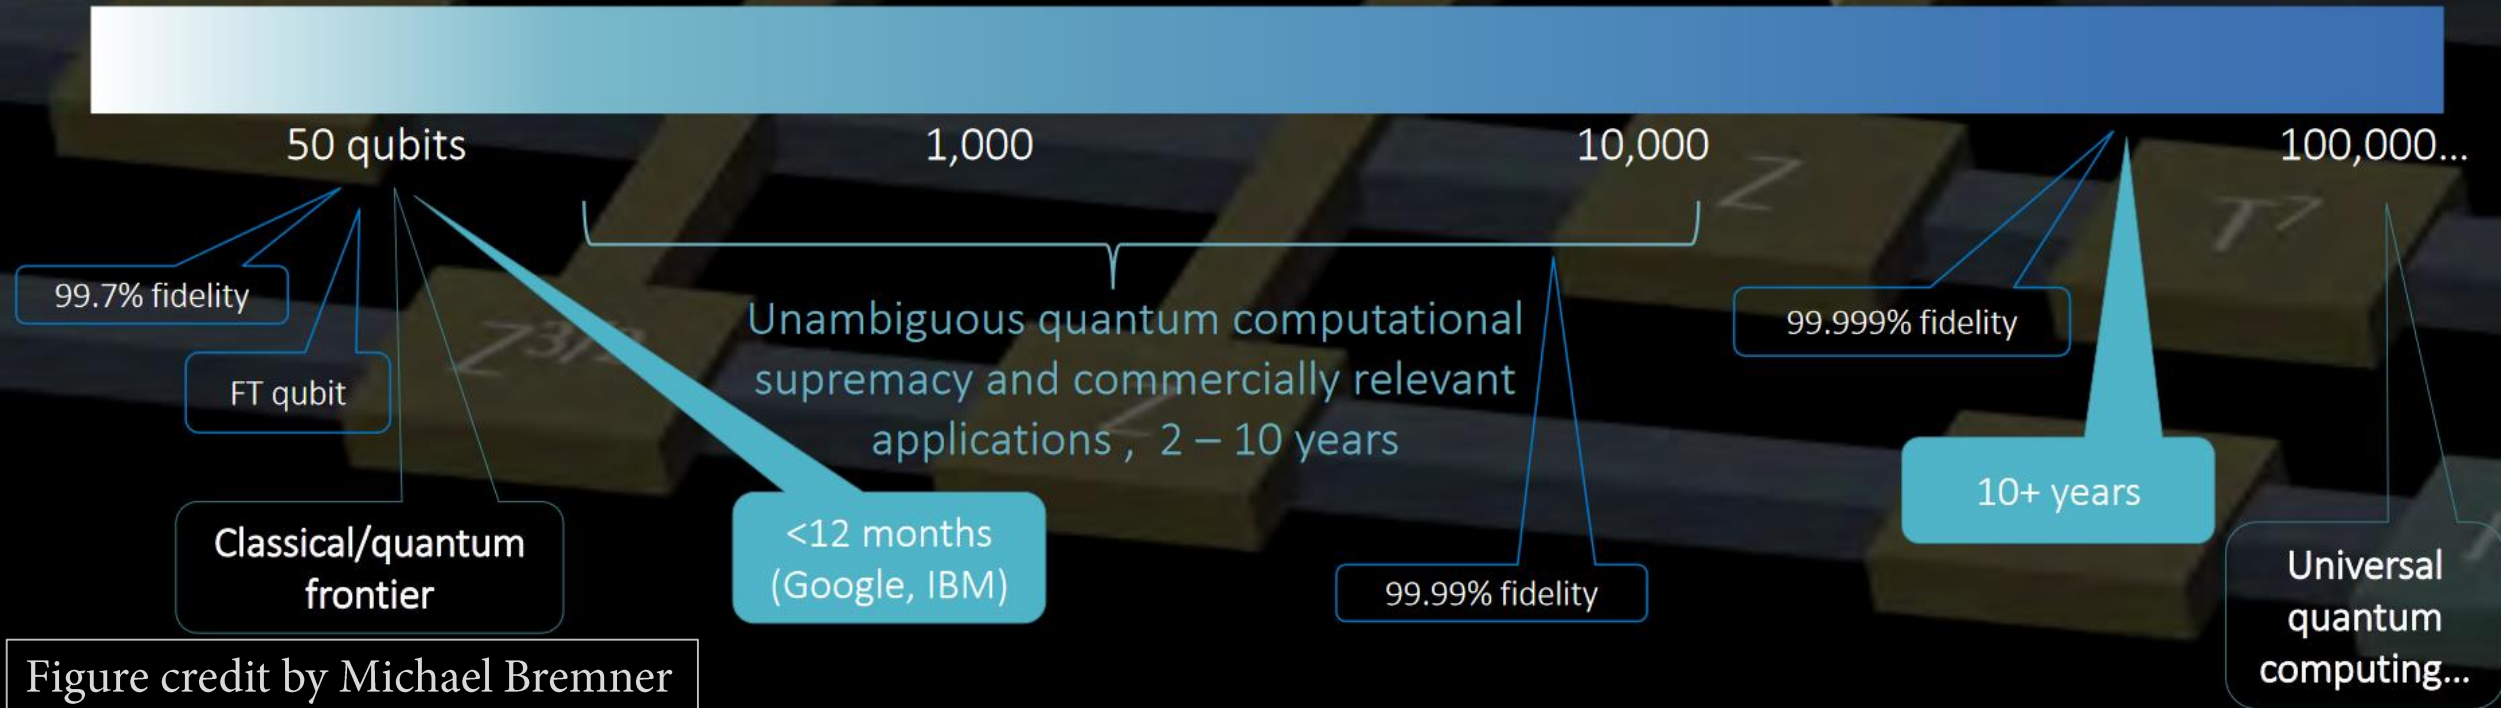 50 qubits
1,000
10,000
100,000...
99.7% fidelity
FT qubit
Classical/quantum
frontier
<12 months
(Google, IBM)
Unambiguous quantum computational
supremacy and commercially relevant
applications , 2 – 10 years
99.99% fidelity
99.999% fidelity
10+ years
Universal
quantum
computing...
Z
T⁷
Figure credit by Michael Bremner